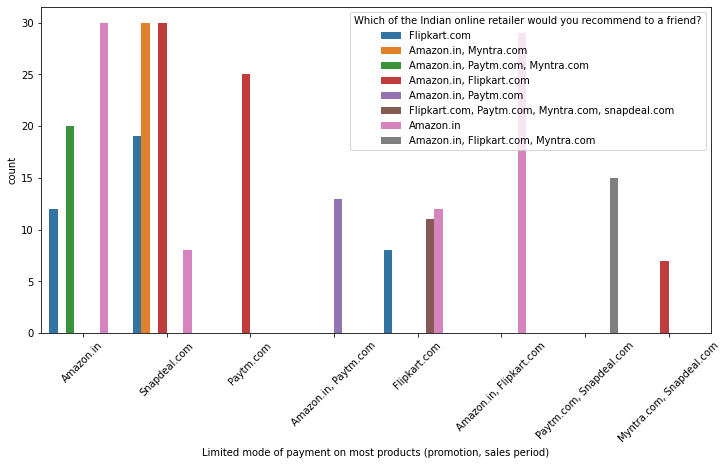 Which of the Indian online retailer would you recommend to a friend?
Flipkart.com
Amazon.in, Myntra.com
Amazon.in, Paytm.com, Myntra.com
Amazon.in, Flipkart.com
Amazon.in, Paytm.com
Flipkart.com, Paytm.com, Myntra.com, snapdeal.com
Amazon.in
Amazon.in, Flipkart.com, Myntra.com
30
25
20
15
10
5
0
count
Amazon.in
Snapdeal.com
Paytm.com
Amazon.in, Paytm.com
Flipkart.com
Amazon.in, Flipkart.com
Paytm.com, Snapdeal.com
Myntra.com, Snapdeal.com
Limited mode of payment on most products (promotion, sales period)